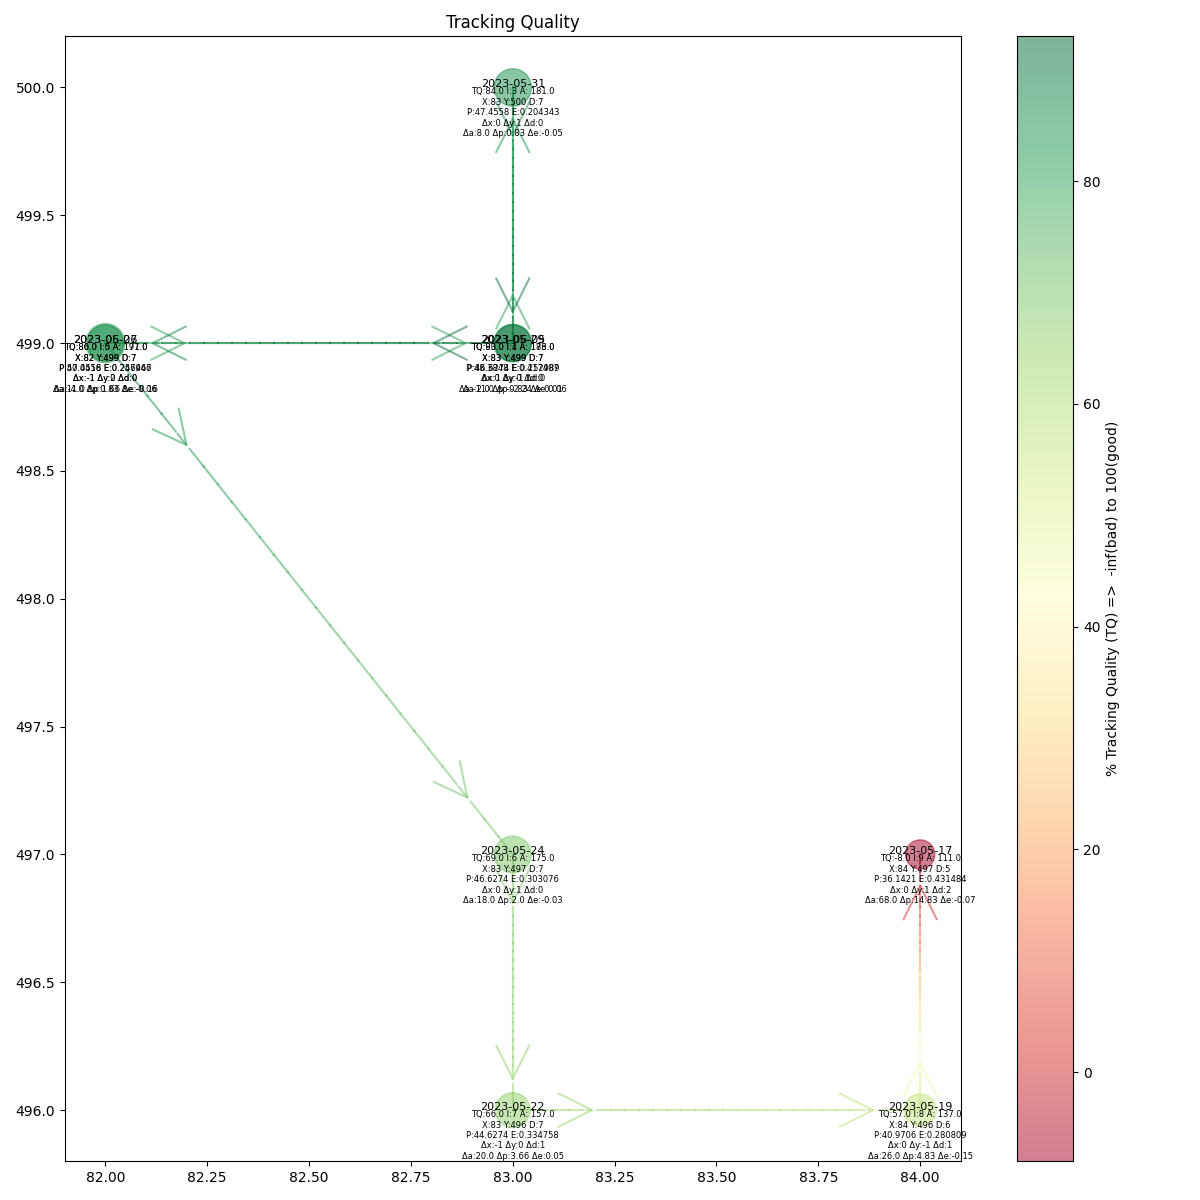 Tracking Quality
500.0
499.5
499.0
498.5
498.0
497.5
497.0
496.5
496.0
82.00
82.25
82.50
82.75
83.00
83.25
83.50
83.75
84.00
2023-05-31
TQ:84.0 I:3 A: 181.0
X:83 Y:500 D:7
P:47.4558 E:0.204343
Δx:0 Δy:1 Δd:0
Δa:8.0 Δp:0.83 Δe:-0.05
X:82 Y:499 D:7
X:83 Y:499 D:7
2023-05-24
TQ:69.0 I:6 A: 175.0
X:83 Y:497 D:7
P:46.6274 E:0.303076
Δx:0 Δy:1 Δd:0
Δa:18.0 Δp:2.0 Δe:-0.03
2023-05-17
TQ:-8.0 I:9 A: 111.0
X:84 Y:497 D:5
P:36.1421 E:0.431484
Δx:0 Δy:1 Δd:2
Δa:68.0 Δp:14.83 Δe:-0.07
2023-05-22
TQ:66.0 I:7 A: 157.0
X:83 Y:496 D:7
P:44.6274 E:0.334758
Δx:-1 Δy:0 Δd:1
Δa:20.0 Δp:3.66 Δe:0.05
2023-05-19
TQ:57.0 I:8 A: 137.0
X:84 Y:496 D:6
P:40.9706 E:0.280809
Δx:0 Δy:-1 Δd:1
Δa:26.0 Δp:4.83 Δe:-0.15
80
60
40
20
0
% Tracking Quality (TQ) =>  -inf(bad) to 100(good)